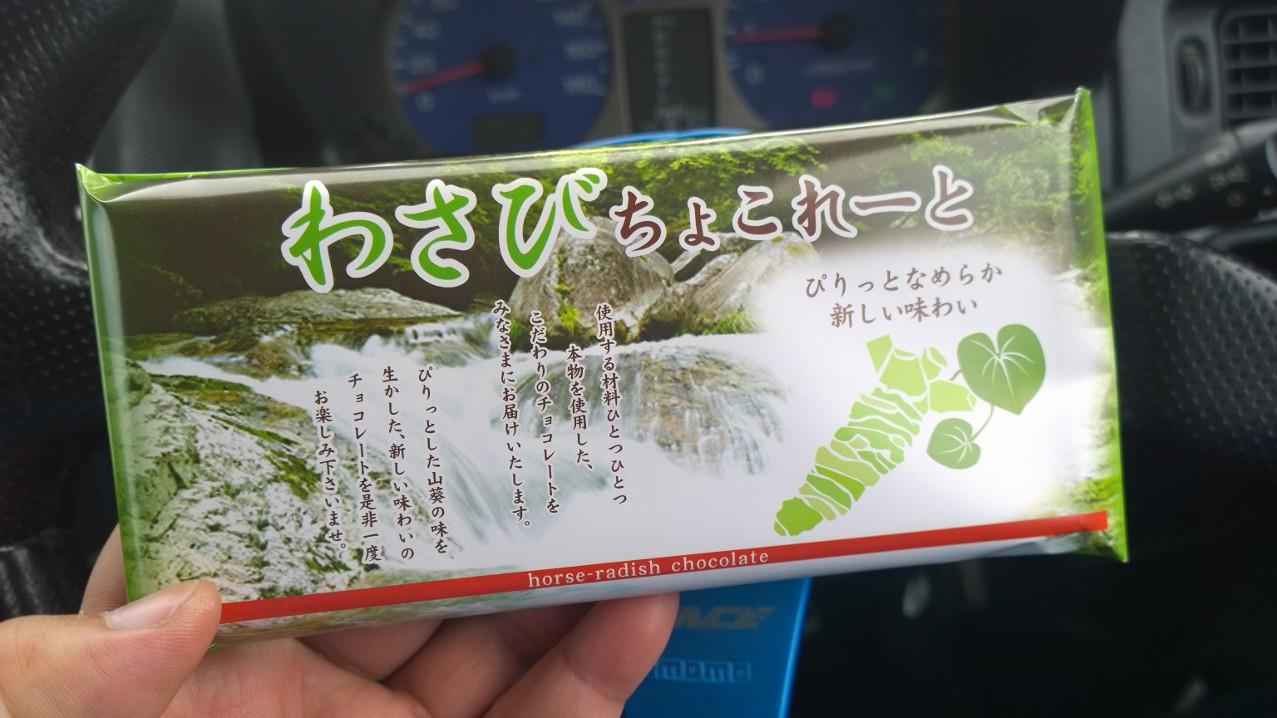 わさびちょこれーと
ぴりっとなめらか
新しい味わい
使用する材料ひとつひとつ
本物を使用した、
こだわりのチョコレートを
みなさまにお届けいたします。
ぴりっとした山葵の味を
生かした、新しい味わいの
チョコレートを是非一度
お楽しみ下さいませ。
horse-radish chocolate
momo